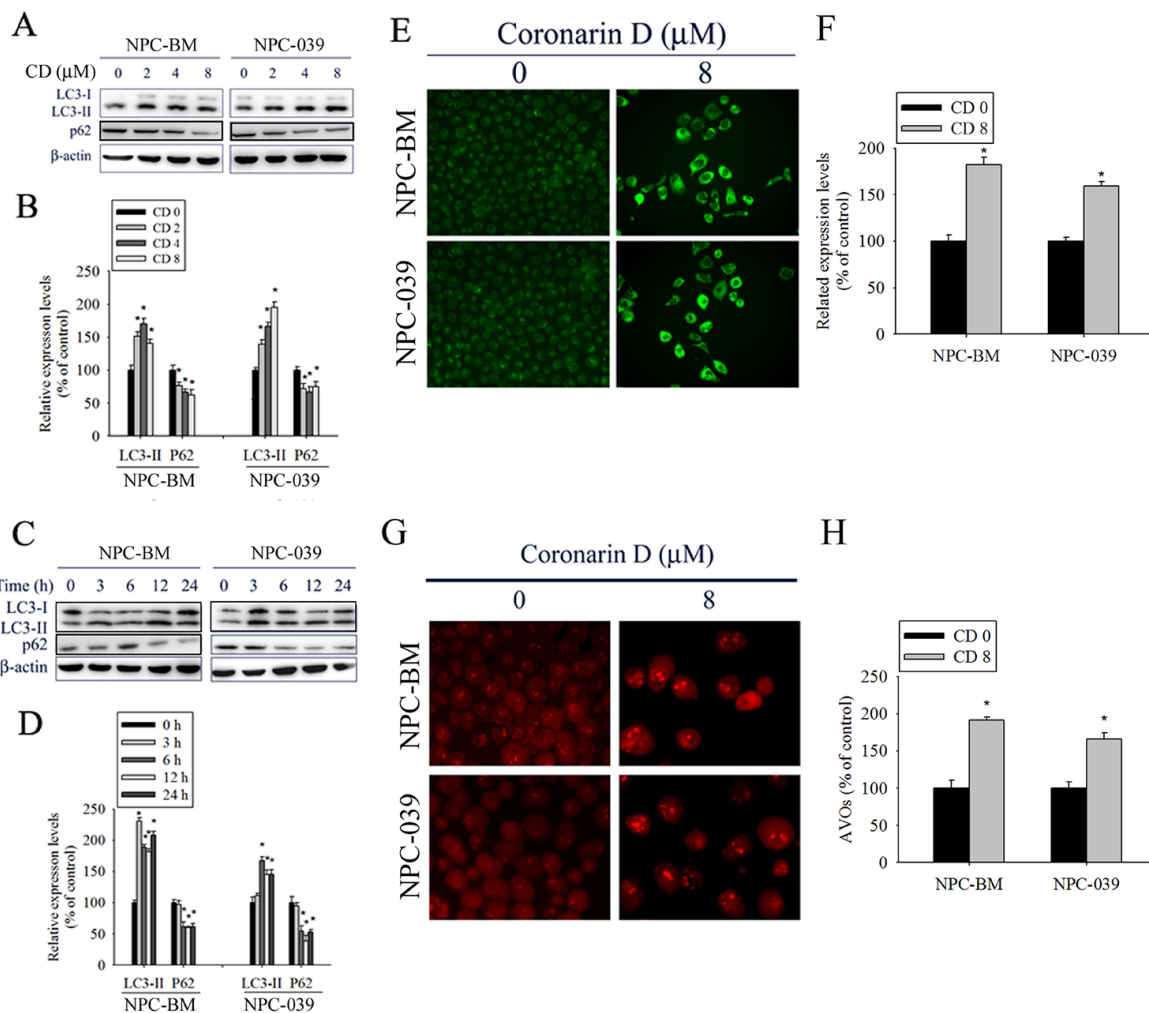 A
NPC-BM NPC-039
CD (μM) 0 2 4 8 0 2 4 8
LC3-I
LC3-II
p62
β-actin
B
CD 0
CD 2
CD 4
CD 8
Relative expresson levels
(% of control)
250
200
150
100
50
0
* * * * * * * * * * * *
LC3-II P62 LC3-II P62
NPC-BM NPC-039
C
NPC-BM NPC-039
Time (h) 0 3 6 12 24 0 3 6 12 24
LC3-I
LC3-II
p62
β-actin
D
0 h
3 h
6 h
12 h
24 h
Relative expresson levels
(% of control)
250
200
150
100
50
0
* * * * * * * * * * * * *
LC3-II P62 LC3-II P62
NPC-BM NPC-039
E
Coronarin D (μM)
0 8
NPC-BM
NPC-039
F
CD 0
CD 8
Related expression levels
(% of control)
200
150
100
50
0
* *
NPC-BM NPC-039
G
Coronarin D (μM)
0 8
NPC-BM
NPC-039
H
CD 0
CD 8
AVOs (% of control)
250
200
150
100
50
0
* *
NPC-BM NPC-039